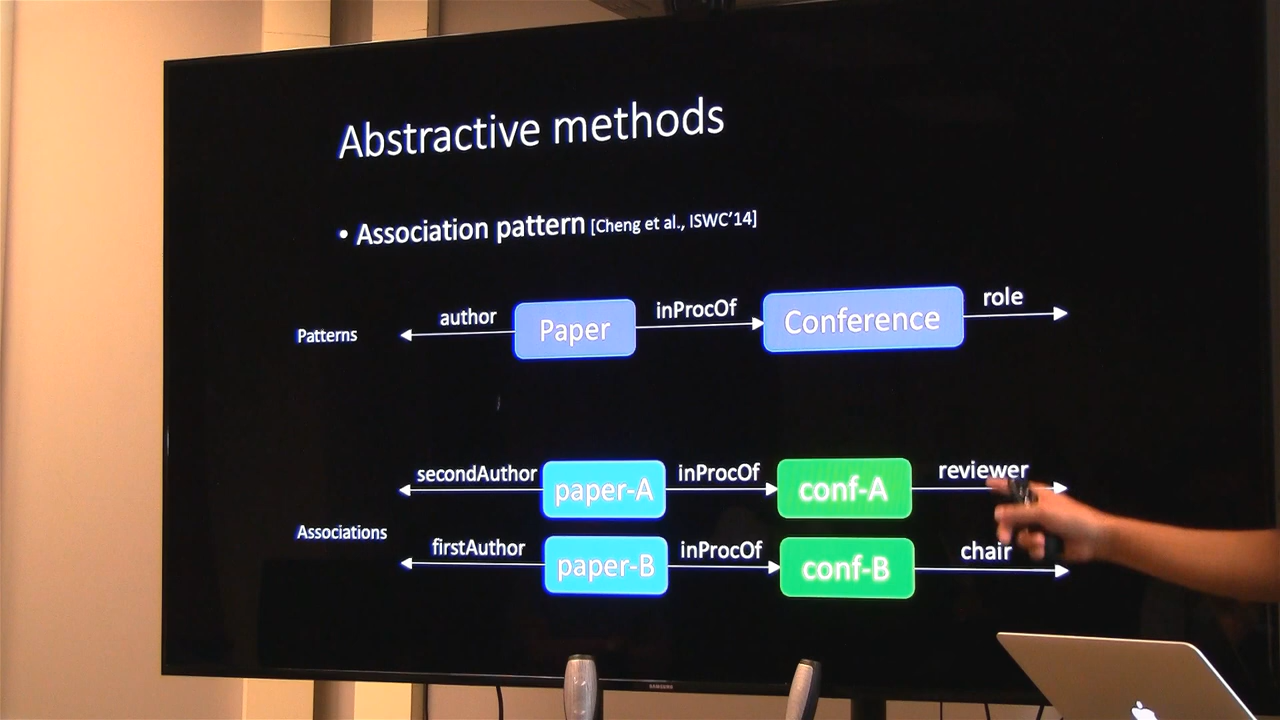 Abstractive methods
• Association pattern [Cheng et al., ISWC'14]
Patterns
author
Paper
inProcOf
Conference
role
Associations
secondAuthor
paper-A
inProcOf
conf-A
reviewer
firstAuthor
paper-B
inProcOf
conf-B
chair
SAMSUNG